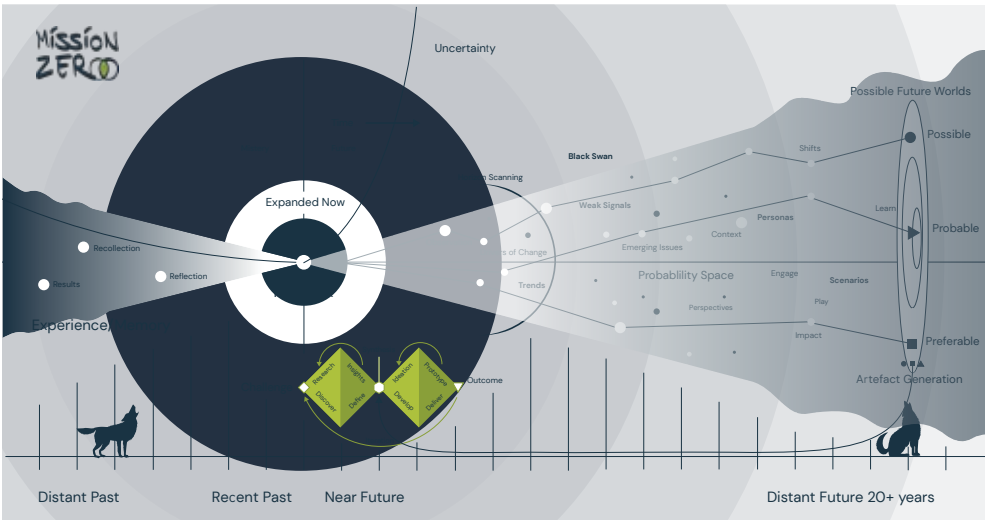 Mission
ZERO
Uncertainty
Possible Future Worlds
Possible
Black Swan
Shifts
Scanning
Expanded Now
Weak Signals
Learn
Personas
Probable
Context
Recollection
Emerging Issues
s of Change
Reflection
Probablility Space
Engage
Results
Trends
Scenarios
Perspectives
Play
Experience,
Impact
Preferable
Research
Insights
Ideation
Prototype
Outcome
Artefact Generation
Discover
Define
Develop
Deliver
Distant Past
Recent Past
Near Future
Distant Future 20+ years